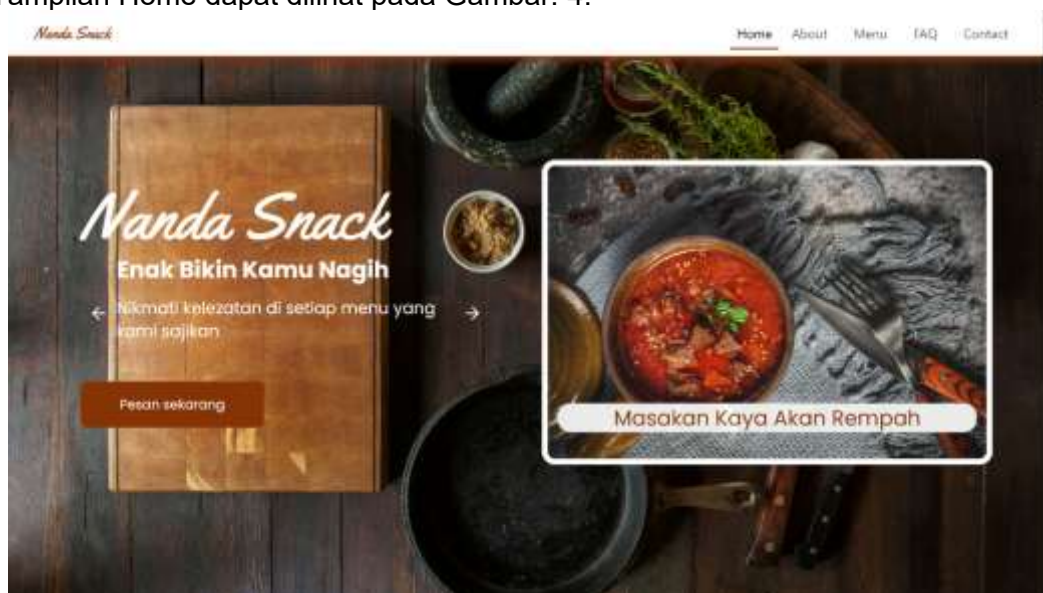 Tampilan Home dapat dilihat pada Gambar. 4.
Nanda Snack
Home About Menu FAQ Contact
Nanda Snack
Enak Bikin Kamu Nagih
Nikmati kelezatan di setiap menu yang
kami sajikan
Pesan sekarang
Masakan Kaya Akan Rempah